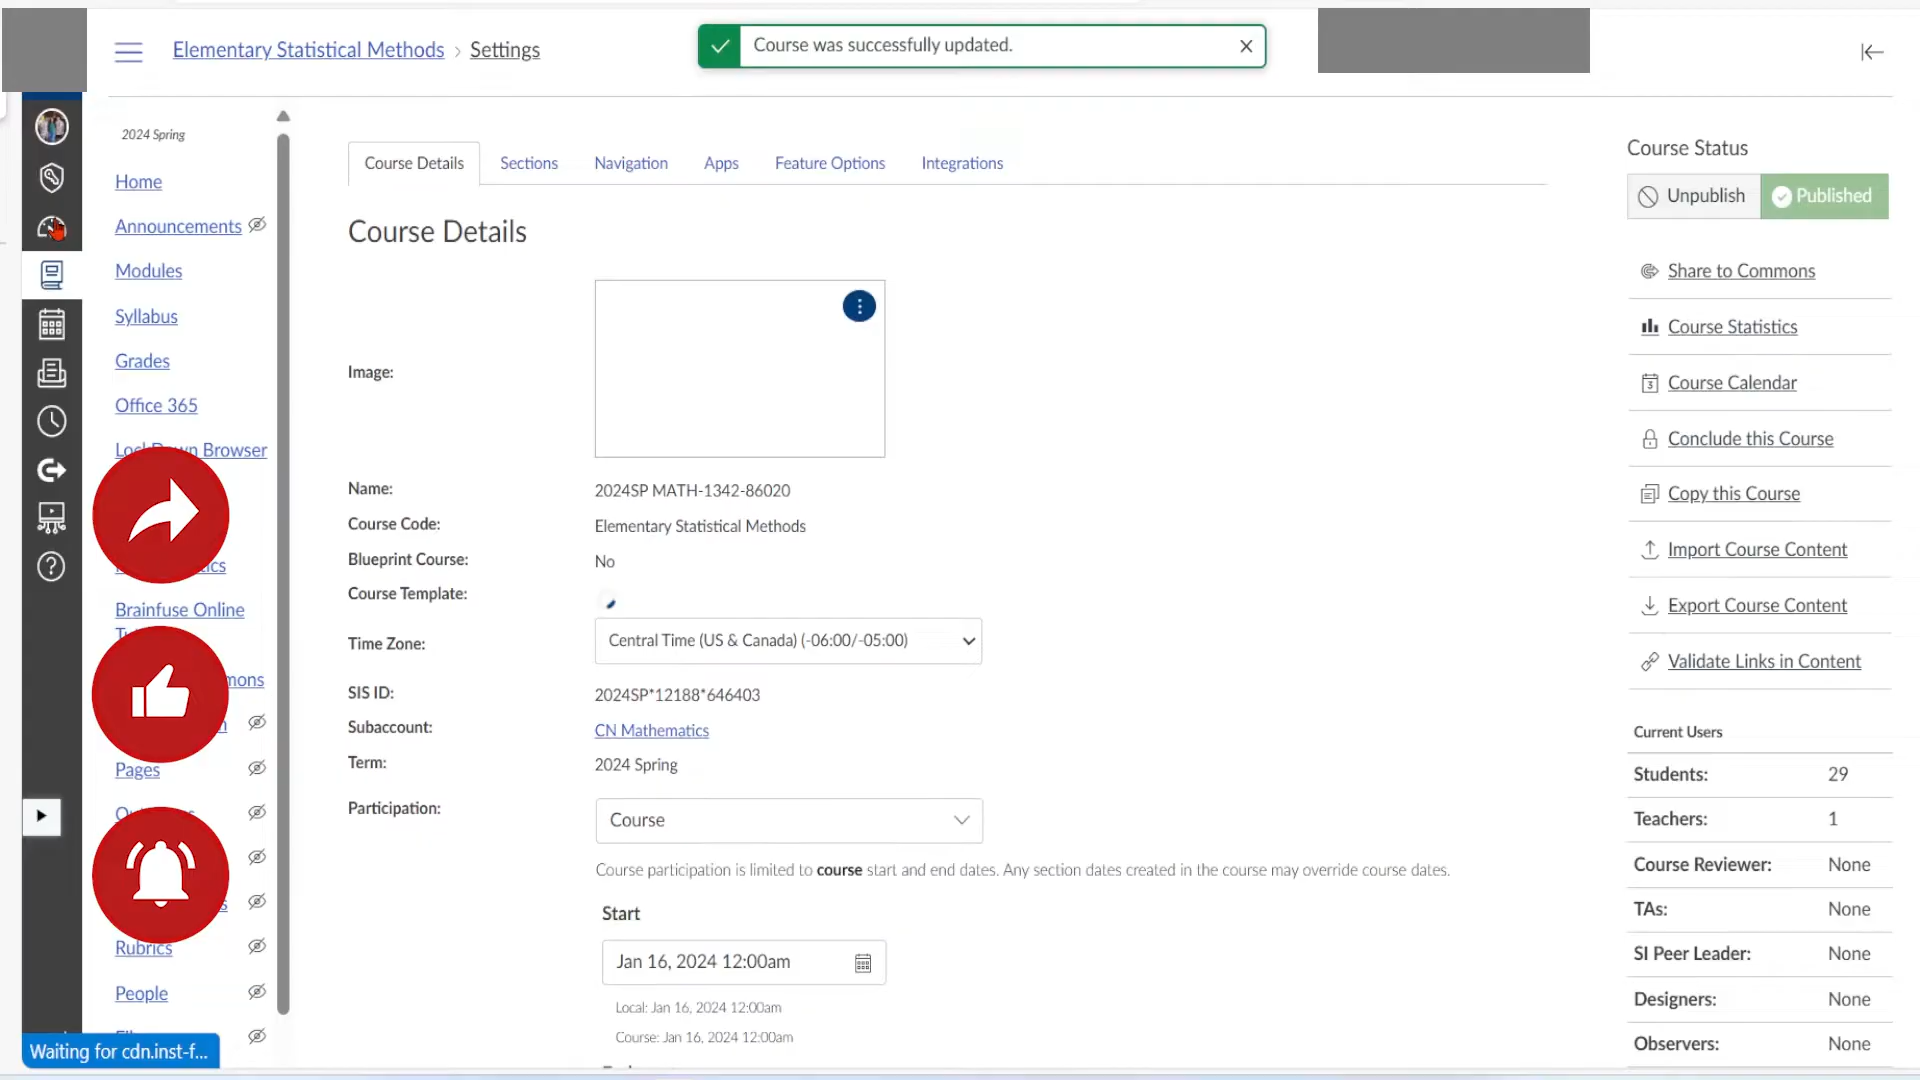 Elementary Statistical Methods › Settings
Course was successfully updated.
2024 Spring
Home
Announcements
Modules
Syllabus
Grades
Office 365
Browser
Brainfuse Online
Pages
Rubrics
People
Waiting for cdn.inst-f...
Course Details
Sections
Navigation
Apps
Feature Options
Integrations
Course Details
Image:
Name:
2024SP MATH-1342-86020
Course Code:
Elementary Statistical Methods
Blueprint Course:
No
Course Template:
Time Zone:
Central Time (US & Canada) (-06:00/-05:00)
SIS ID:
2024SP*12188*646403
Subaccount:
CN Mathematics
Term:
2024 Spring
Participation:
Course
Course participation is limited to course start and end dates. Any section dates created in the course may override course dates.
Start
Jan 16, 2024 12:00am
Local: Jan 16, 2024 12:00am
Course: Jan 16, 2024 12:00am
Course Status
Unpublish
Published
Share to Commons
Course Statistics
Course Calendar
Conclude this Course
Copy this Course
Import Course Content
Export Course Content
Validate Links in Content
Current Users
Students: 29
Teachers: 1
Course Reviewer: None
TAs: None
SI Peer Leader: None
Designers: None
Observers: None